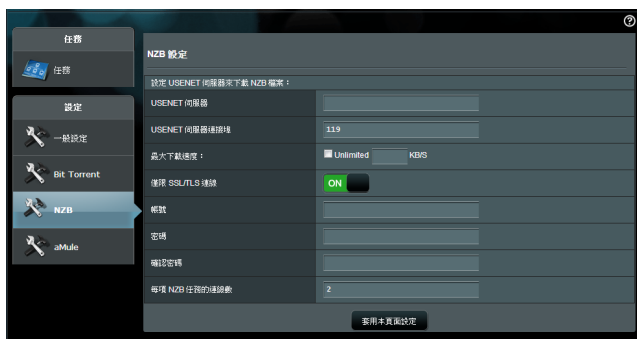 任務
任務
設定
一般設定
Bit Torrent
NZB
aMule
NZB 設定
設定 USENET 伺服器來下載 NZB 檔案：
USENET 伺服器
USENET 伺服器連接埠 119
最大下載速度： Unlimited KB/S
僅限 SSL/TLS 連線 ON
帳號
密碼
確認密碼
每項 NZB 任務的連線數 2
套用本頁面設定